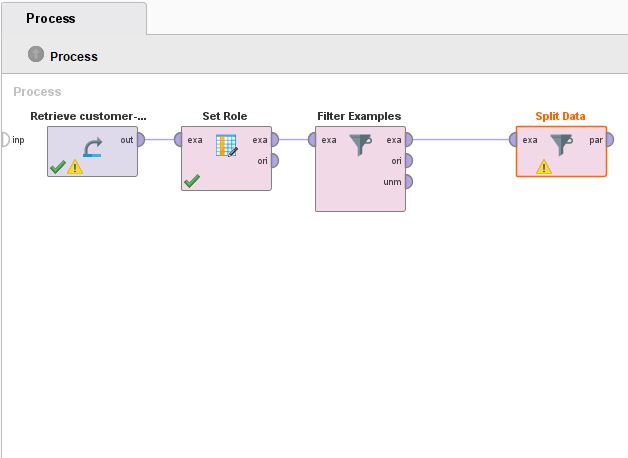 Process
Process
Process
Retrieve customer-... Set Role Filter Examples Split Data
inp out exa exa exa exa exa par
ori ori
unm